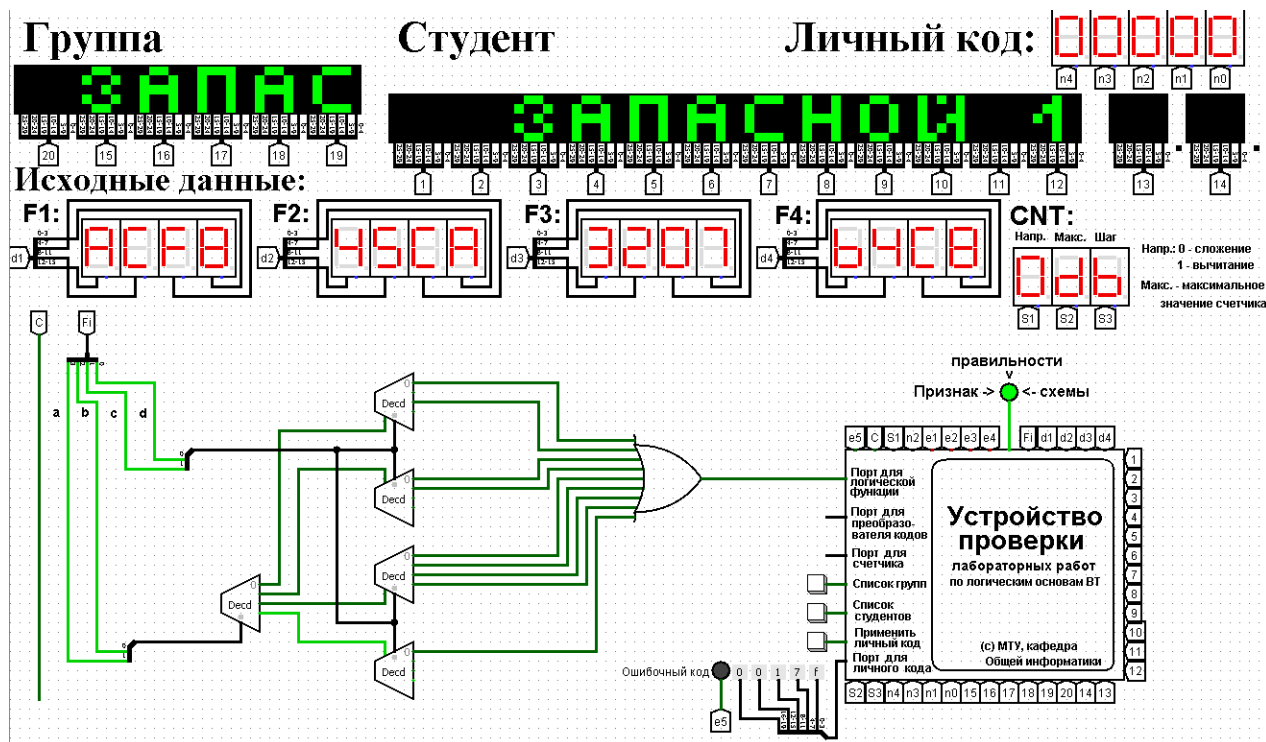 Группа Студент Личный код: 00000
n4 n3 n2 n1 n0
ЗАПАС
ЗАПАСНОЙ 1 . .
20 15 16 17 18 19
1 2 3 4 5 6 7 8 9 10 11 12 13 14
Исходные данные:
F1: F2: F3: F4: CNT:
Напр. Макс. Шаг
d1 ACF8 d2 45CA d3 3207 d4 64C8 0db
Напр.: 0 - сложение
1 - вычитание
Макс. - максимальное
значение счетчика
S1 S2 S3
C Fi
правильности
v
Признак -> <- схемы
a b c d
Decd
Decd
Decd
Decd
Decd
e5 C S1 n2 e1 e2 e3 e4 Fi d1 d2 d3 d4
Порт для
логической
функции
Порт для
преобразо-
вателя кодов
Порт для
счетчика
Список групп
Список
студентов
Применить
личный код
Порт для
личного кода
Устройство
проверки
лабораторных работ
по логическим основам ВТ
(с) МТУ, кафедра
Общей информатики
1
2
3
4
5
6
7
8
9
10
11
12
Ошибочный код 0 0 1 7 f
e5
S2 S3 n4 n3 n1 n0 15 16 17 18 19 20 14 13